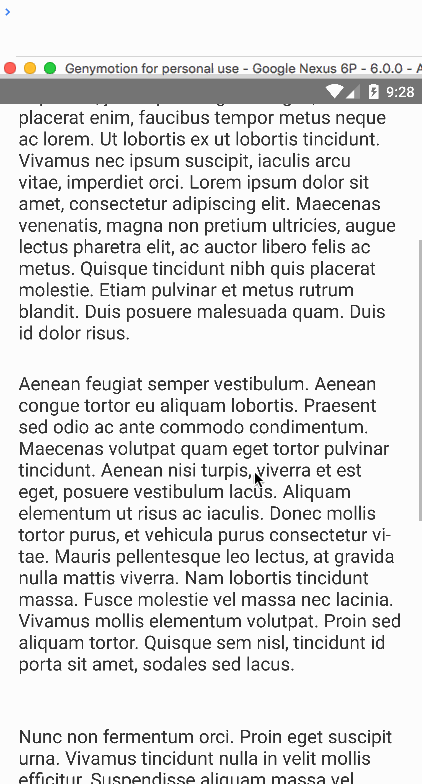 Genymotion for personal use - Google Nexus 6P - 6.0.0 - A
9:28
placerat enim, faucibus tempor metus neque
ac lorem. Ut lobortis ex ut lobortis tincidunt.
Vivamus nec ipsum suscipit, iaculis arcu
vitae, imperdiet orci. Lorem ipsum dolor sit
amet, consectetur adipiscing elit. Maecenas
venenatis, magna non pretium ultricies, augue
lectus pharetra elit, ac auctor libero felis ac
metus. Quisque tincidunt nibh quis placerat
molestie. Etiam pulvinar et metus rutrum
blandit. Duis posuere malesuada quam. Duis
id dolor risus.
Aenean feugiat semper vestibulum. Aenean
congue tortor eu aliquam lobortis. Praesent
sed odio ac ante commodo condimentum.
Maecenas volutpat quam eget tortor pulvinar
tincidunt. Aenean nisi turpis, viverra et est
eget, posuere vestibulum lacus. Aliquam
elementum ut risus ac iaculis. Donec mollis
tortor purus, et vehicula purus consectetur vi-
tae. Mauris pellentesque leo lectus, at gravida
nulla mattis viverra. Nam lobortis tincidunt
massa. Fusce molestie vel massa nec lacinia.
Vivamus mollis elementum volutpat. Proin sed
aliquam tortor. Quisque sem nisl, tincidunt id
porta sit amet, sodales sed lacus.
Nunc non fermentum orci. Proin eget suscipit
urna. Vivamus tincidunt nulla in velit mollis
efficitur. Suspendisse aliquam massa vel